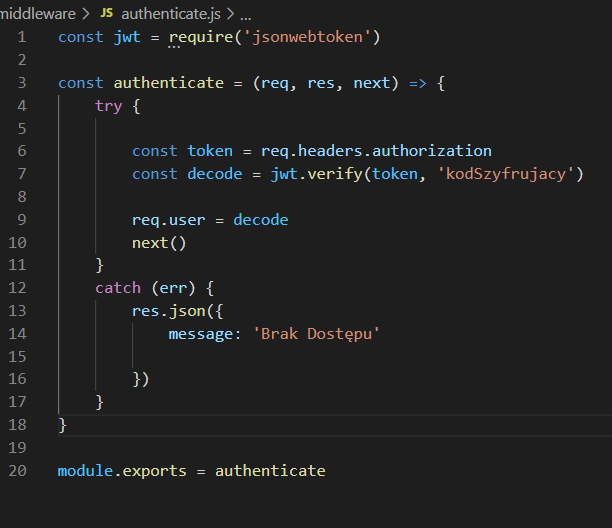 middleware > JS authenticate.js > ...
1 const jwt = require('jsonwebtoken')
2
3 const authenticate = (req, res, next) => {
4     try {
5
6         const token = req.headers.authorization
7         const decode = jwt.verify(token, 'kodSzyfrujacy')
8
9         req.user = decode
10         next()
11     }
12     catch (err) {
13         res.json({
14             message: 'Brak Dostępu'
15
16         })
17     }
18 }
19
20 module.exports = authenticate